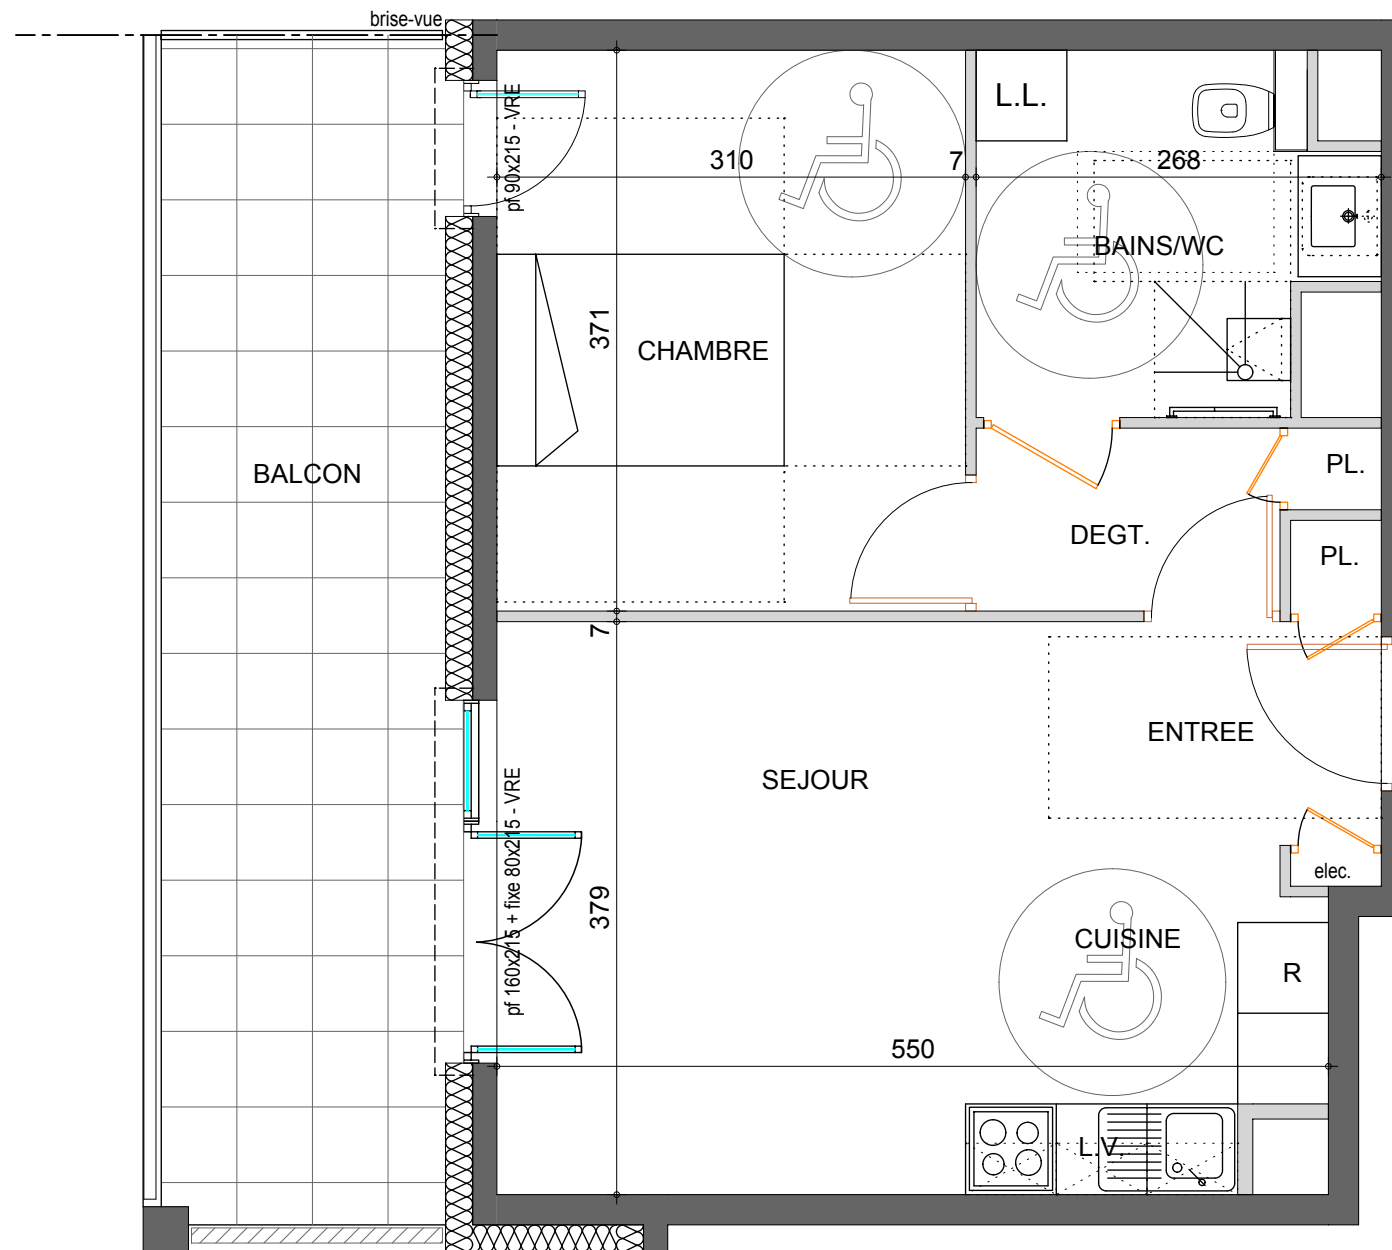 brise-vue
pf 90x215 - VRE
L.L.
310
7
268
BAINS/WC
371
CHAMBRE
BALCON
PL.
DEGT.
PL.
7
ENTREE
SEJOUR
pf 160x215 + fixe 80x215 - VRE
elec.
379
CUISINE
R
550
L.V.